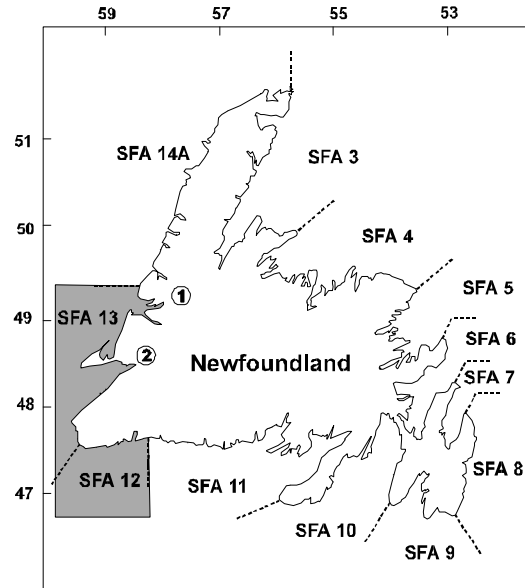 59 57 55 53
51
SFA 14A
SFA 3
50
SFA 4
SFA 5
1
49
SFA 13
SFA 6
2
Newfoundland
SFA 7
48
SFA 8
SFA 12
SFA 11
47
SFA 10
SFA 9